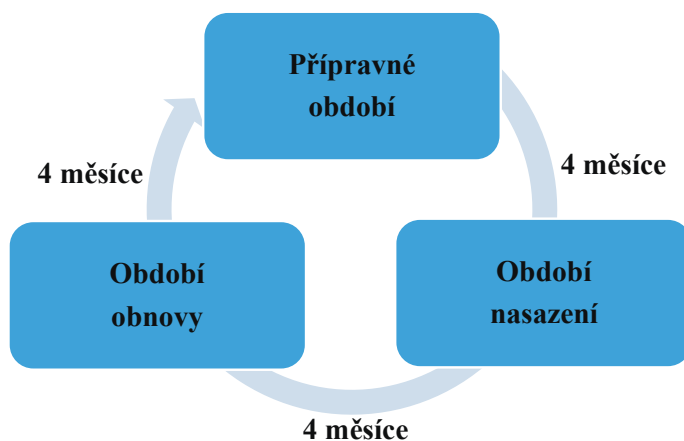 Přípravné
období
4 měsíce
4 měsíce
Období
obnovy
Období
nasazení
4 měsíce